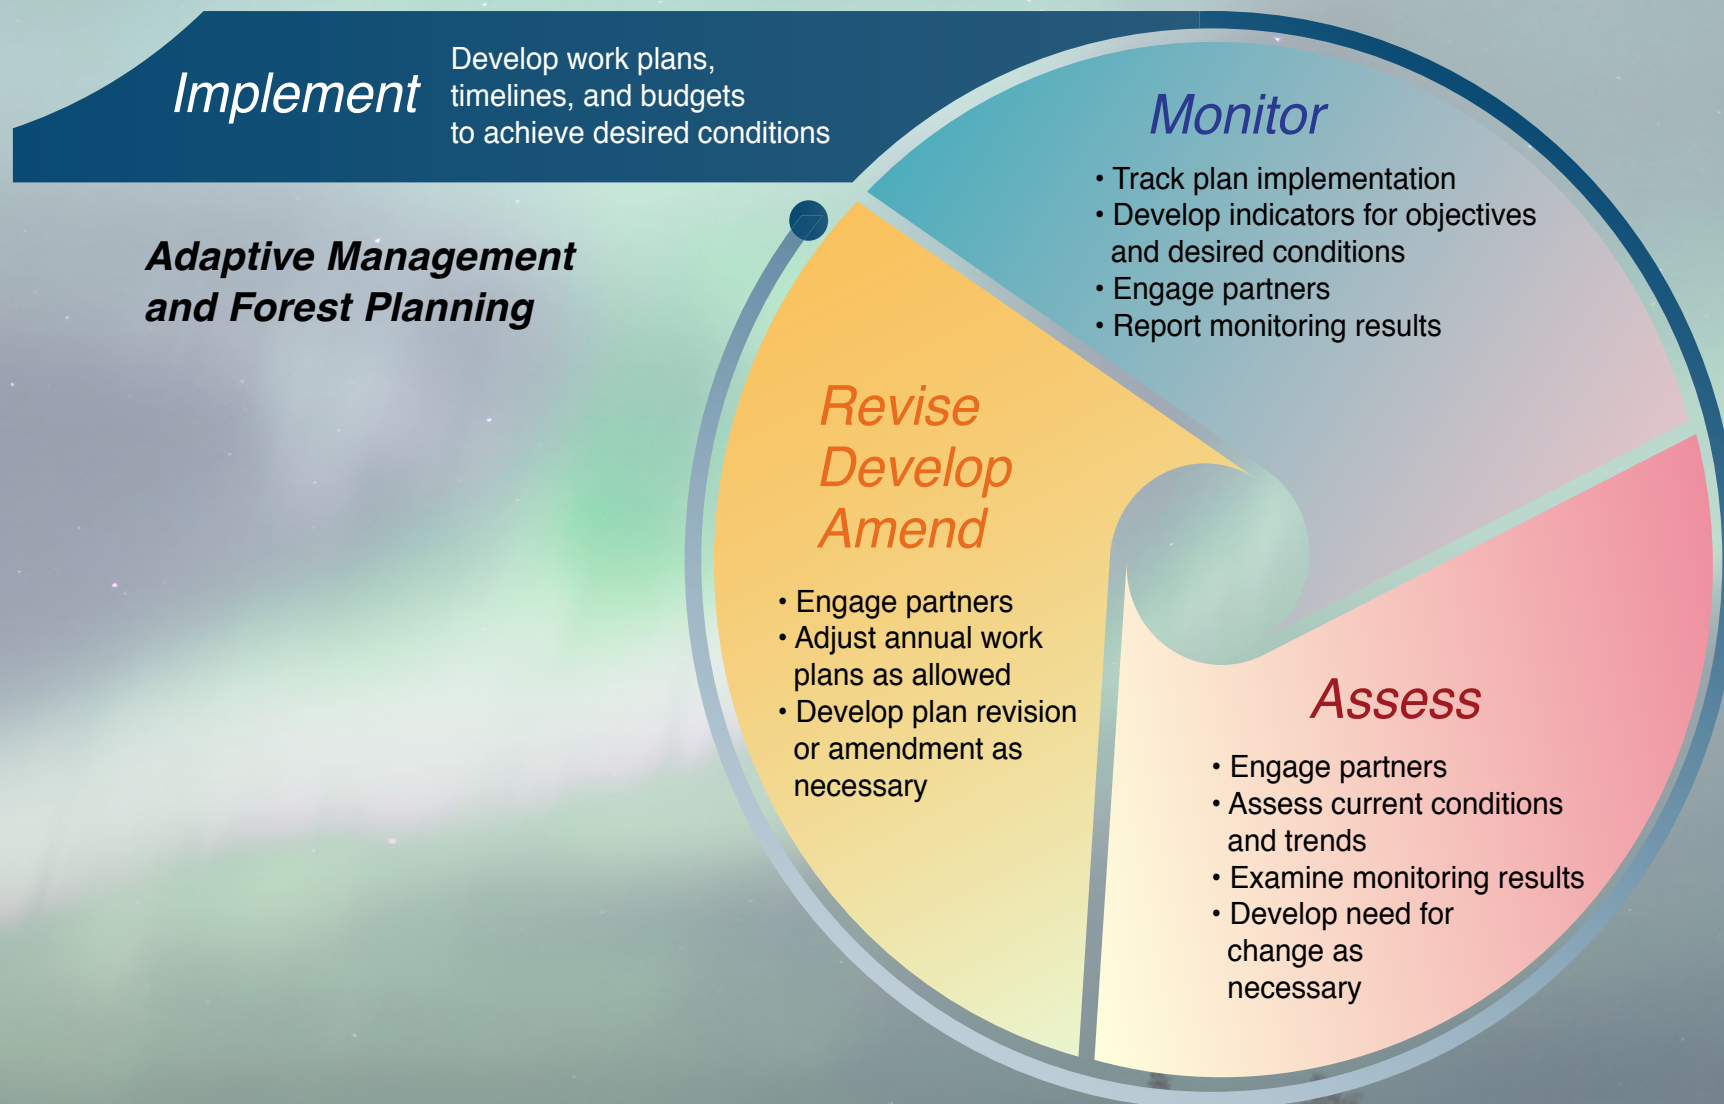 Implement
Develop work plans,
timelines, and budgets
to achieve desired conditions
Adaptive Management
and Forest Planning
Monitor
• Track plan implementation
• Develop indicators for objectives
and desired conditions
• Engage partners
• Report monitoring results
Assess
• Engage partners
• Assess current conditions
and trends
• Examine monitoring results
• Develop need for
change as
necessary
Revise
Develop
Amend
• Engage partners
• Adjust annual work
plans as allowed
• Develop plan revision
or amendment as
necessary